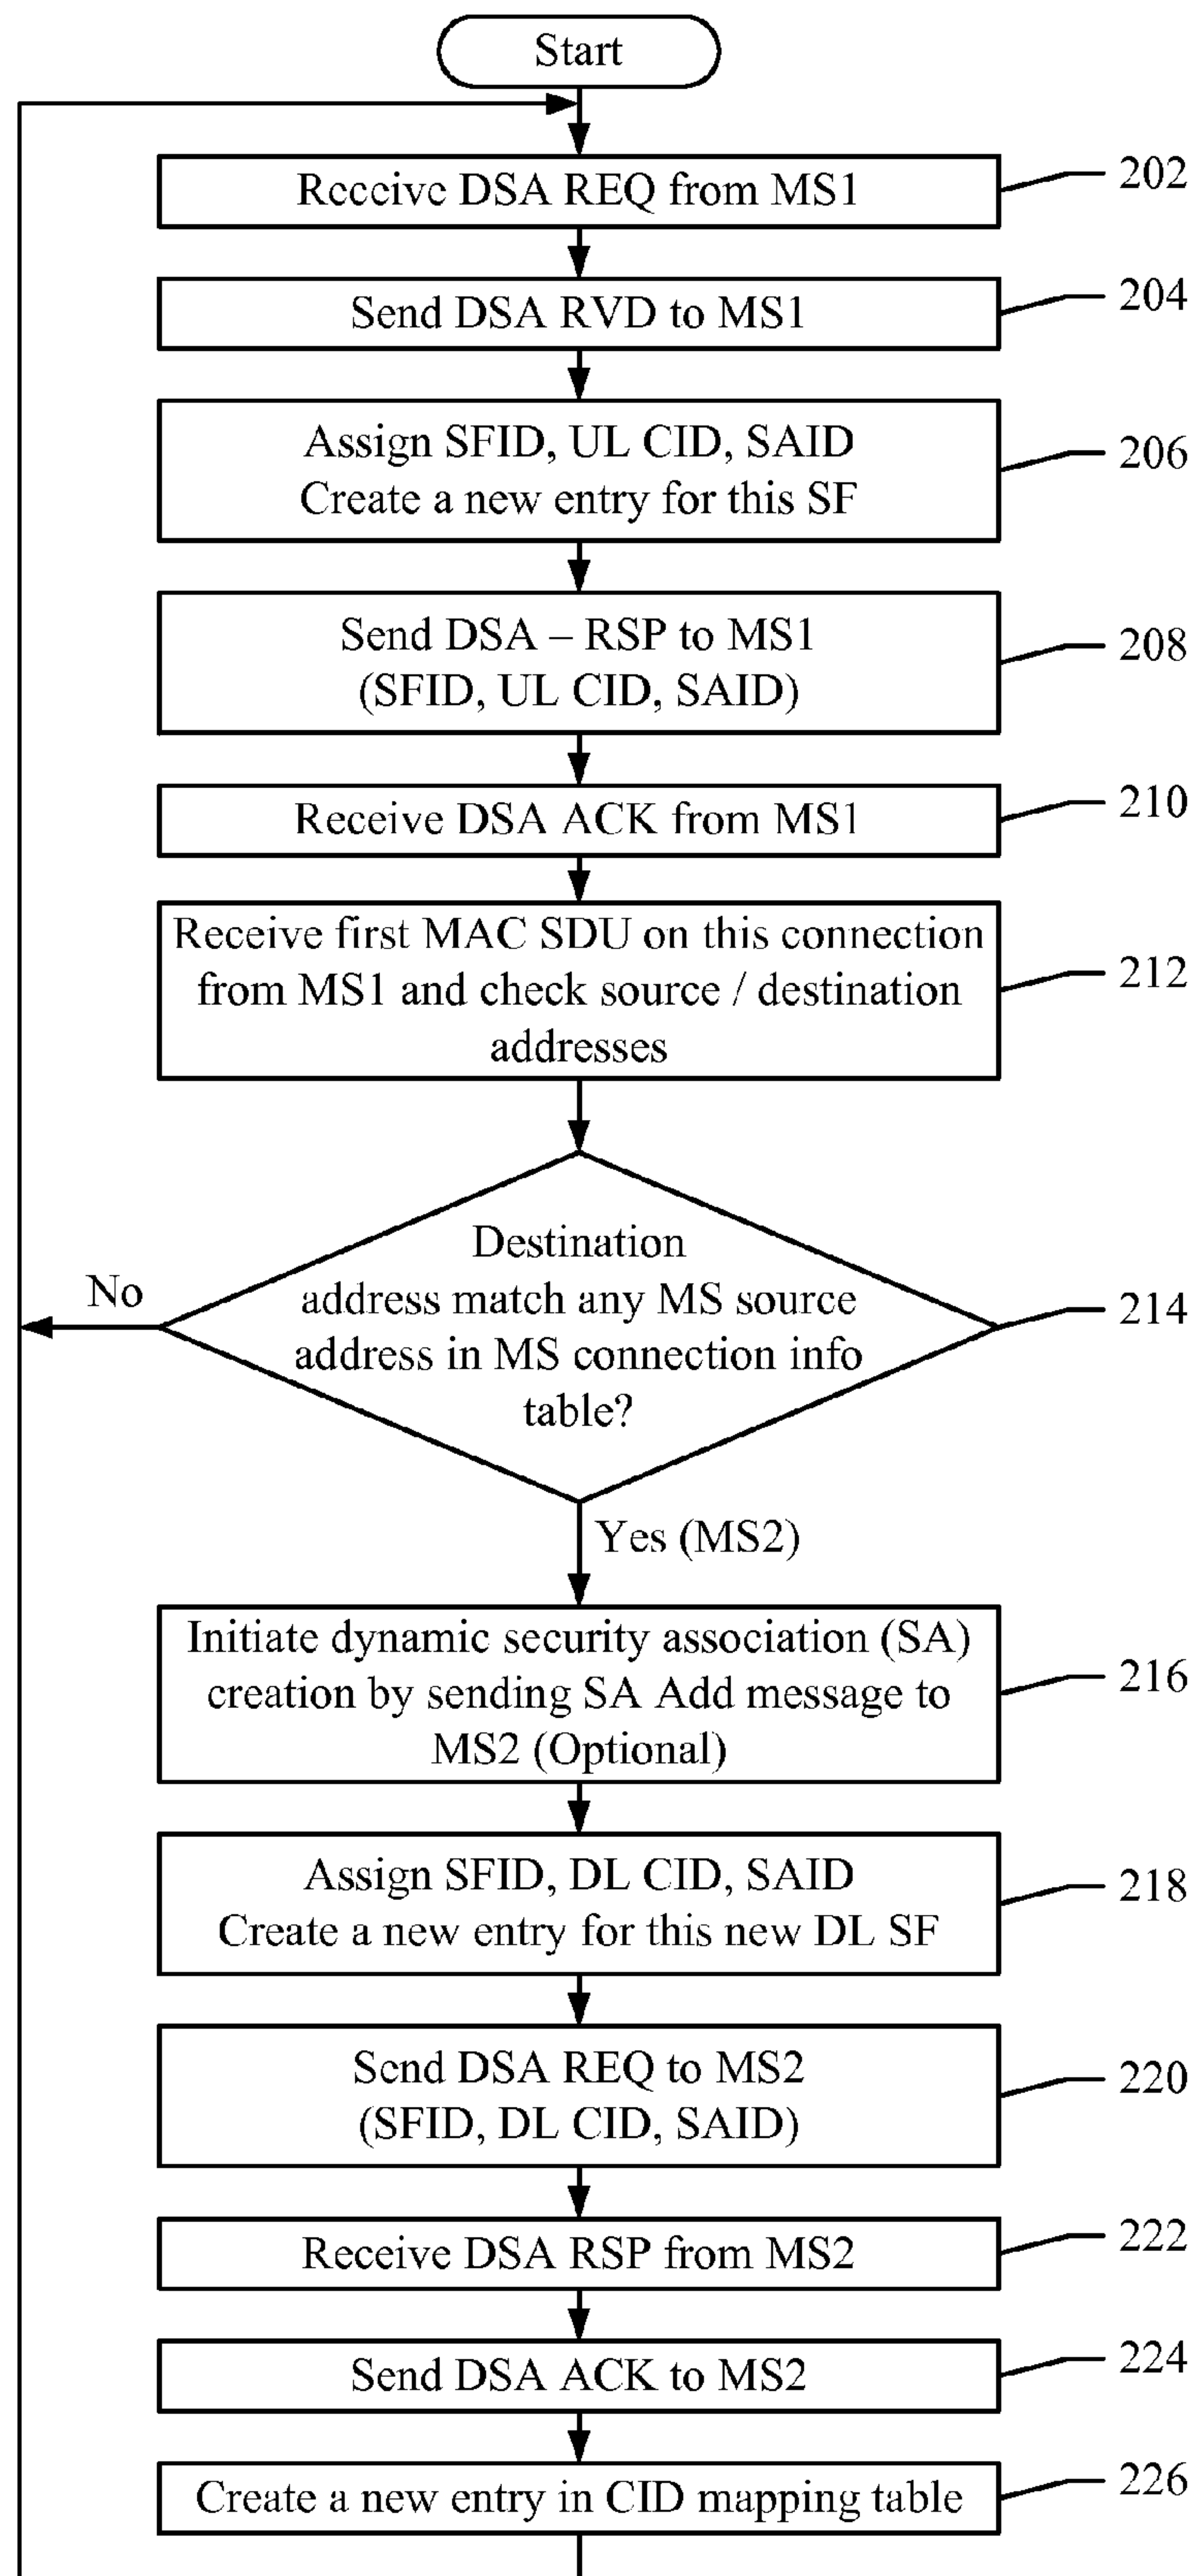 Start
Receive DSA REQ from MS1
202
Send DSA RVD to MS1
204
Assign SFID, UL CID, SAID
Create a new entry for this SF
206
Send DSA – RSP to MS1
(SFID, UL CID, SAID)
208
Receive DSA ACK from MS1
210
Receive first MAC SDU on this connection
from MS1 and check source / destination
addresses
212
Destination
address match any MS source
address in MS connection info
table?
214
No
Yes (MS2)
Initiate dynamic security association (SA)
creation by sending SA Add message to
MS2 (Optional)
216
Assign SFID, DL CID, SAID
Create a new entry for this new DL SF
218
Send DSA REQ to MS2
(SFID, DL CID, SAID)
220
Receive DSA RSP from MS2
222
Send DSA ACK to MS2
224
Create a new entry in CID mapping table
226